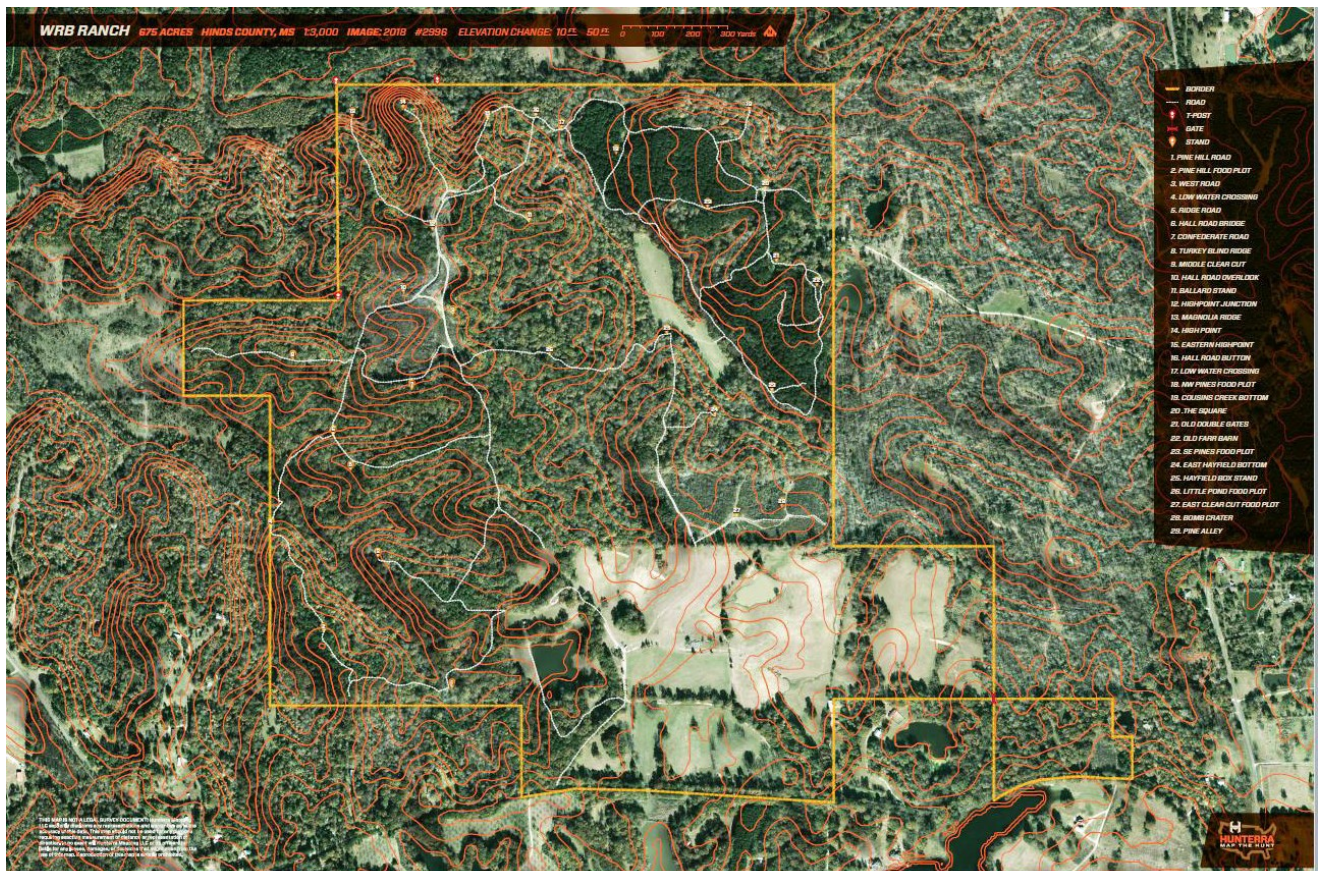 WRB RANCH 675 ACRES HINDS COUNTY, MS 1:3,000 IMAGE: 2018 #2996 ELEVATION CHANGE: 10 FT. 50 FT. 0 100 200 300 Yards
BORDER
ROAD
T-POST
GATE
STAND
1. PINE HILL ROAD
2. PINE HILL FOOD PLOT
3. WEST ROAD
4. LOW WATER CROSSING
5. RIDGE ROAD
6. HALL ROAD BRIDGE
7. CONFEDERATE ROAD
8. TURKEY BLIND RIDGE
9. MIDDLE CLEAR CUT
10. HALL ROAD OVERLOOK
11. BALLARD STAND
12. HIGHPOINT JUNCTION
13. MAGNOLIA RIDGE
14. HIGH POINT
15. EASTERN HIGHPOINT
16. HALL ROAD BUTTON
17. LOW WATER CROSSING
18. NW PINES FOOD PLOT
19. COUSINS CREEK BOTTOM
20 .THE SQUARE
21. OLD DOUBLE GATES
22. OLD FARR BARN
23. SE PINES FOOD PLOT
24. EAST HAYFIELD BOTTOM
25. HAYFIELD BOX STAND
26. LITTLE POND FOOD PLOT
27. EAST CLEAR CUT FOOD PLOT
28. BOMB CRATER
29. PINE ALLEY
THIS MAP IS NOT A LEGAL SURVEY DOCUMENT!
HUNTERRA
MAP THE HUNT